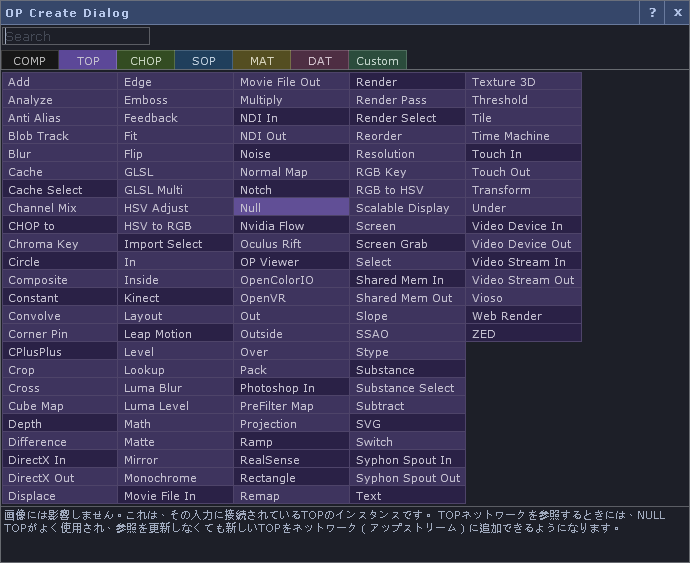 OP Create Dialog ? x
Search
COMP TOP CHOP SOP MAT DAT Custom
Add Edge Movie File Out Render Texture 3D
Analyze Emboss Multiply Render Pass Threshold
Anti Alias Feedback NDI In Render Select Tile
Blob Track Fit NDI Out Reorder Time Machine
Blur Flip Noise Resolution Touch In
Cache GLSL Normal Map RGB Key Touch Out
Cache Select GLSL Multi Notch RGB to HSV Transform
Channel Mix HSV Adjust Null Scalable Display Under
CHOP to HSV to RGB Nvidia Flow Screen Video Device In
Chroma Key Import Select Oculus Rift Screen Grab Video Device Out
Circle In OP Viewer Select Video Stream In
Composite Inside OpenColorIO Shared Mem In Video Stream Out
Constant Kinect OpenVR Shared Mem Out Vioso
Convolve Layout Out Slope Web Render
Corner Pin Leap Motion Outside SSAO ZED
CPlusPlus Level Over Stype
Crop Lookup Pack Substance
Cross Luma Blur Photoshop In Substance Select
Cube Map Luma Level PreFilter Map Subtract
Depth Math Projection SVG
Difference Matte Ramp Switch
DirectX In Mirror RealSense Syphon Spout In
DirectX Out Monochrome Rectangle Syphon Spout Out
Displace Movie File In Remap Text
画像には影響しません。これは、その入力に接続されているTOPのインスタンスです。 TOPネットワークを参照するときには、NULL
TOPがよく使用され、参照を更新しなくても新しいTOPをネットワーク（アップストリーム）に追加できるようになります。